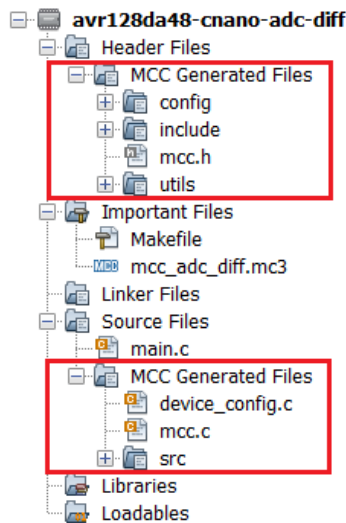 avr128da48-cnano-adc-diff
Header Files
MCC Generated Files
config
include
mcc.h
utils
Important Files
Makefile
MCC mcc_adc_diff.mc3
Linker Files
Source Files
main.c
MCC Generated Files
device_config.c
mcc.c
src
Libraries
Loadables